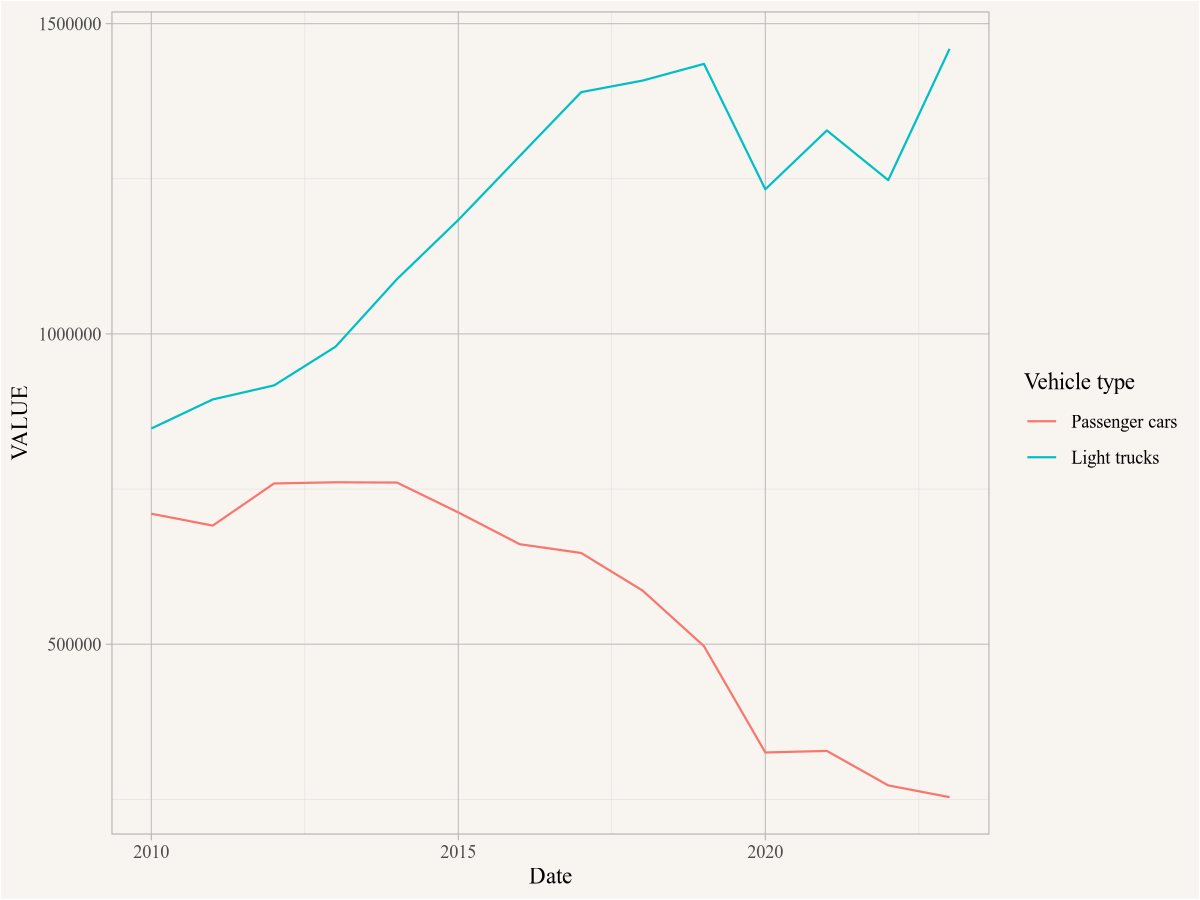 1500000
1000000
500000
VALUE
2010
2015
2020
Date
Vehicle type
Passenger cars
Light trucks